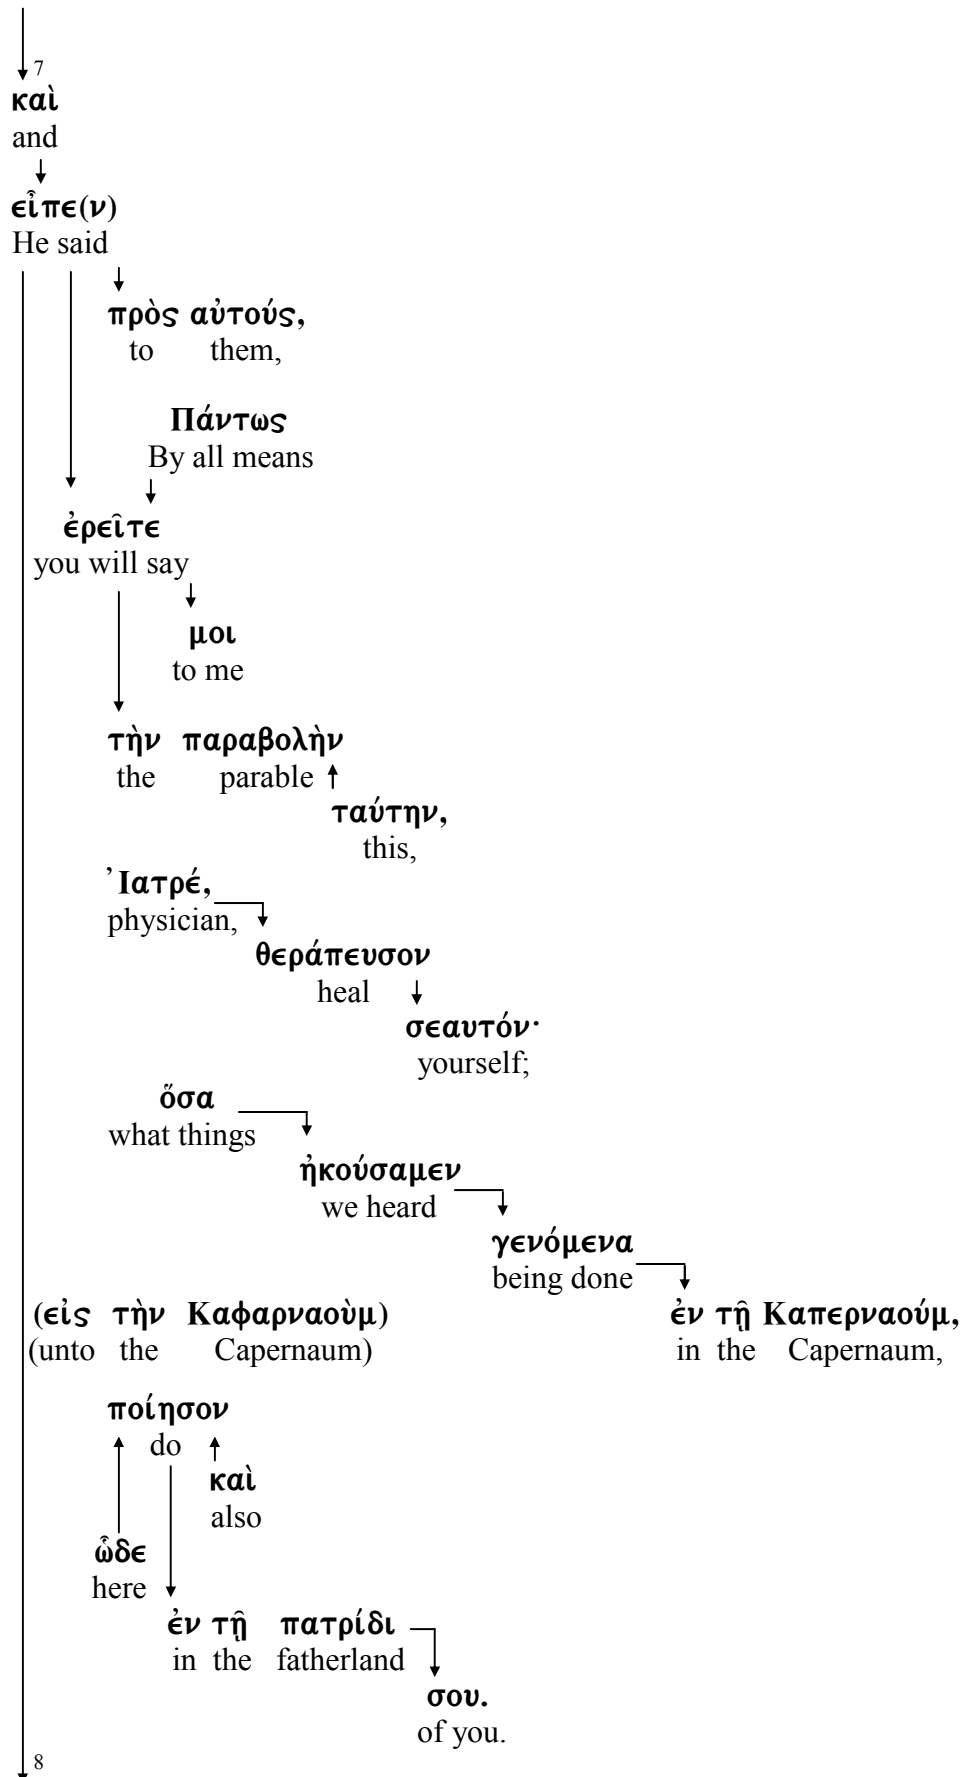 7
καὶ
and
εἶπε(ν)
He said
πρὸς αὐτούς,
to them,
Πάντως
By all means
ἐρεῖτε
you will say
μοι
to me
τὴν παραβολὴν
the parable
ταύτην,
this,
Ἰατρέ,
physician,
θεράπευσον
heal
σεαυτόν·
yourself;
ὅσα
what things
ἠκούσαμεν
we heard
γενόμενα
being done
(εἰς τὴν Καφαρναοὺμ) ἐν τῇ Καπερναούμ,
(unto the Capernaum) in the Capernaum,
ποίησον
do
καὶ
also
ὧδε
here
ἐν τῇ πατρίδι
in the fatherland
σου.
of you.
8